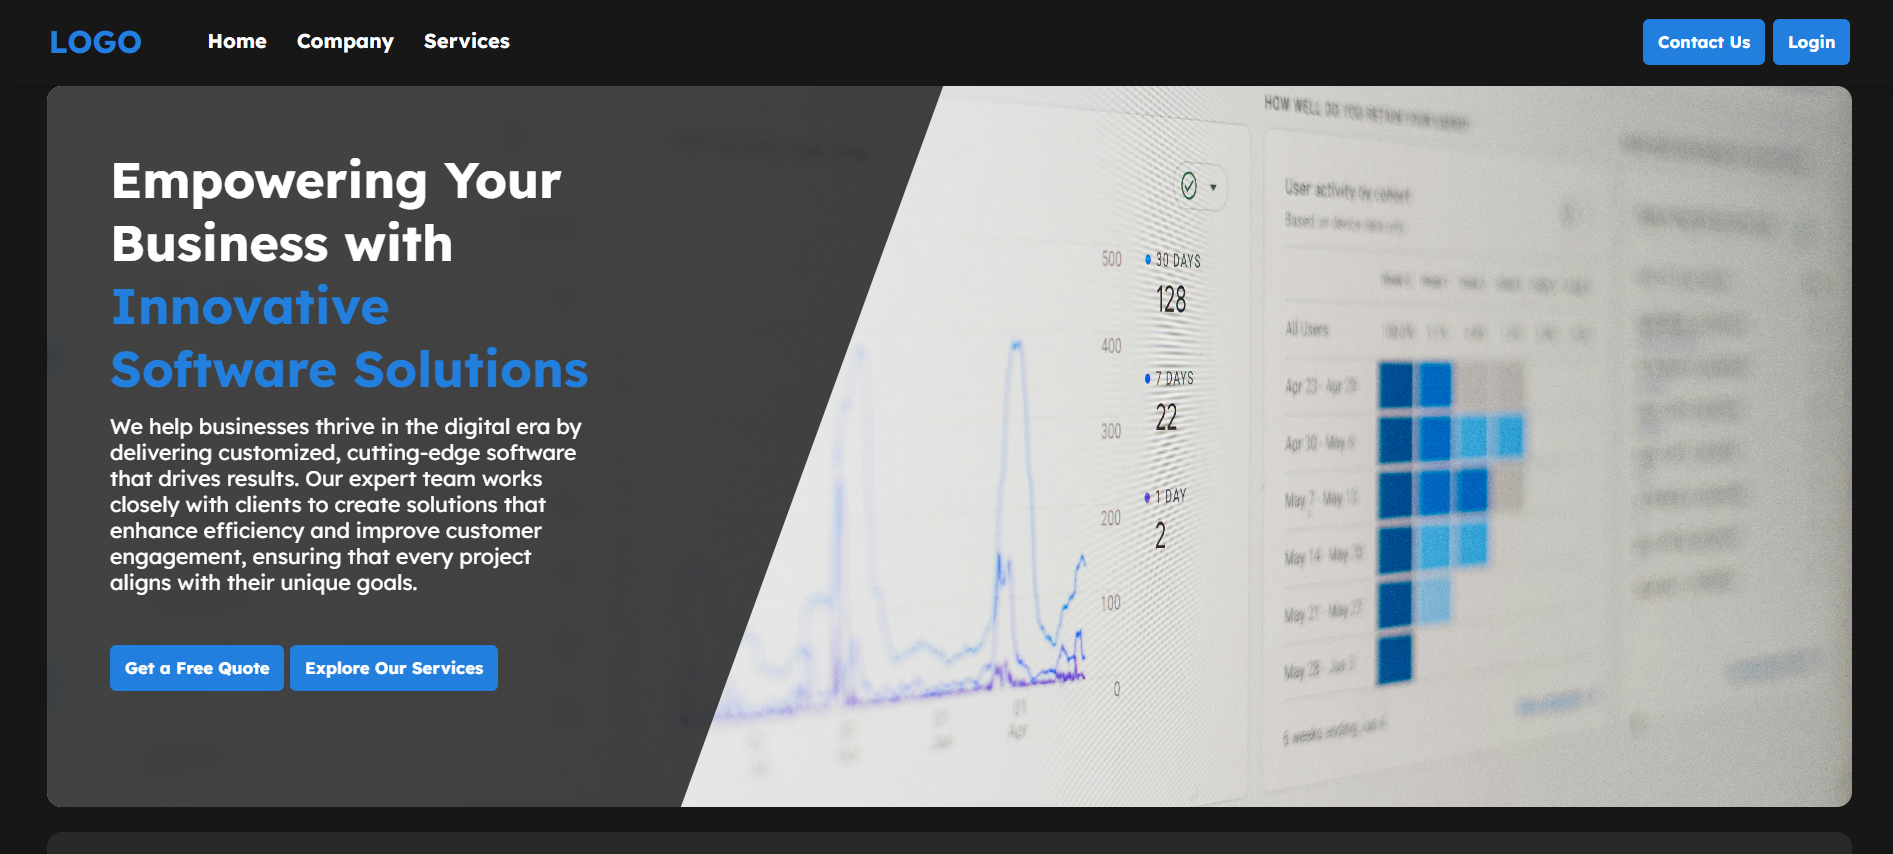 LOGO
Home Company Services
Contact Us Login
Empowering Your
Business with
Innovative
Software Solutions
We help businesses thrive in the digital era by
delivering customized, cutting-edge software
that drives results. Our expert team works
closely with clients to create solutions that
enhance efficiency and improve customer
engagement, ensuring that every project
aligns with their unique goals.
Get a Free Quote Explore Our Services
500
400
300
200
100
0
30 DAYS
128
7 DAYS
22
1 DAY
2
01
Apr
HOW WELL DO YOU RETAIN YOUR USERS?
User activity by cohort
Based on device data only
All Users
Apr 23 - Apr 29
Apr 30 - May 6
May 7 - May 13
May 14 - May 20
May 21 - May 27
May 28 - Jun 3
6 weeks ending Jun